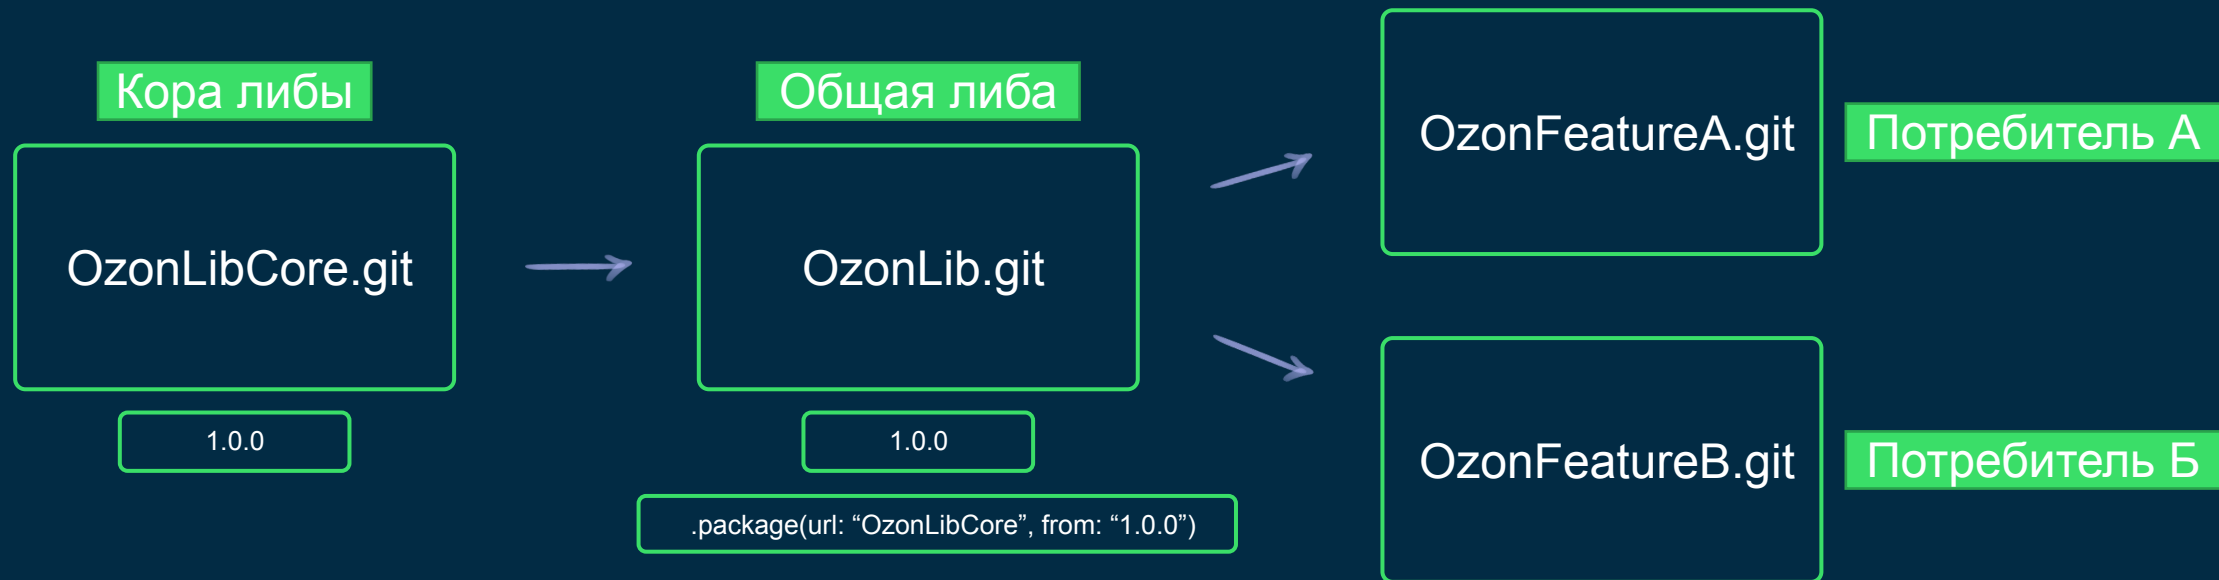 Кора либы
OzonLibCore.git
1.0.0
Общая либа
OzonLib.git
1.0.0
.package(url: “OzonLibCore”, from: “1.0.0”)
OzonFeatureA.git
Потребитель А
OzonFeatureB.git
Потребитель Б